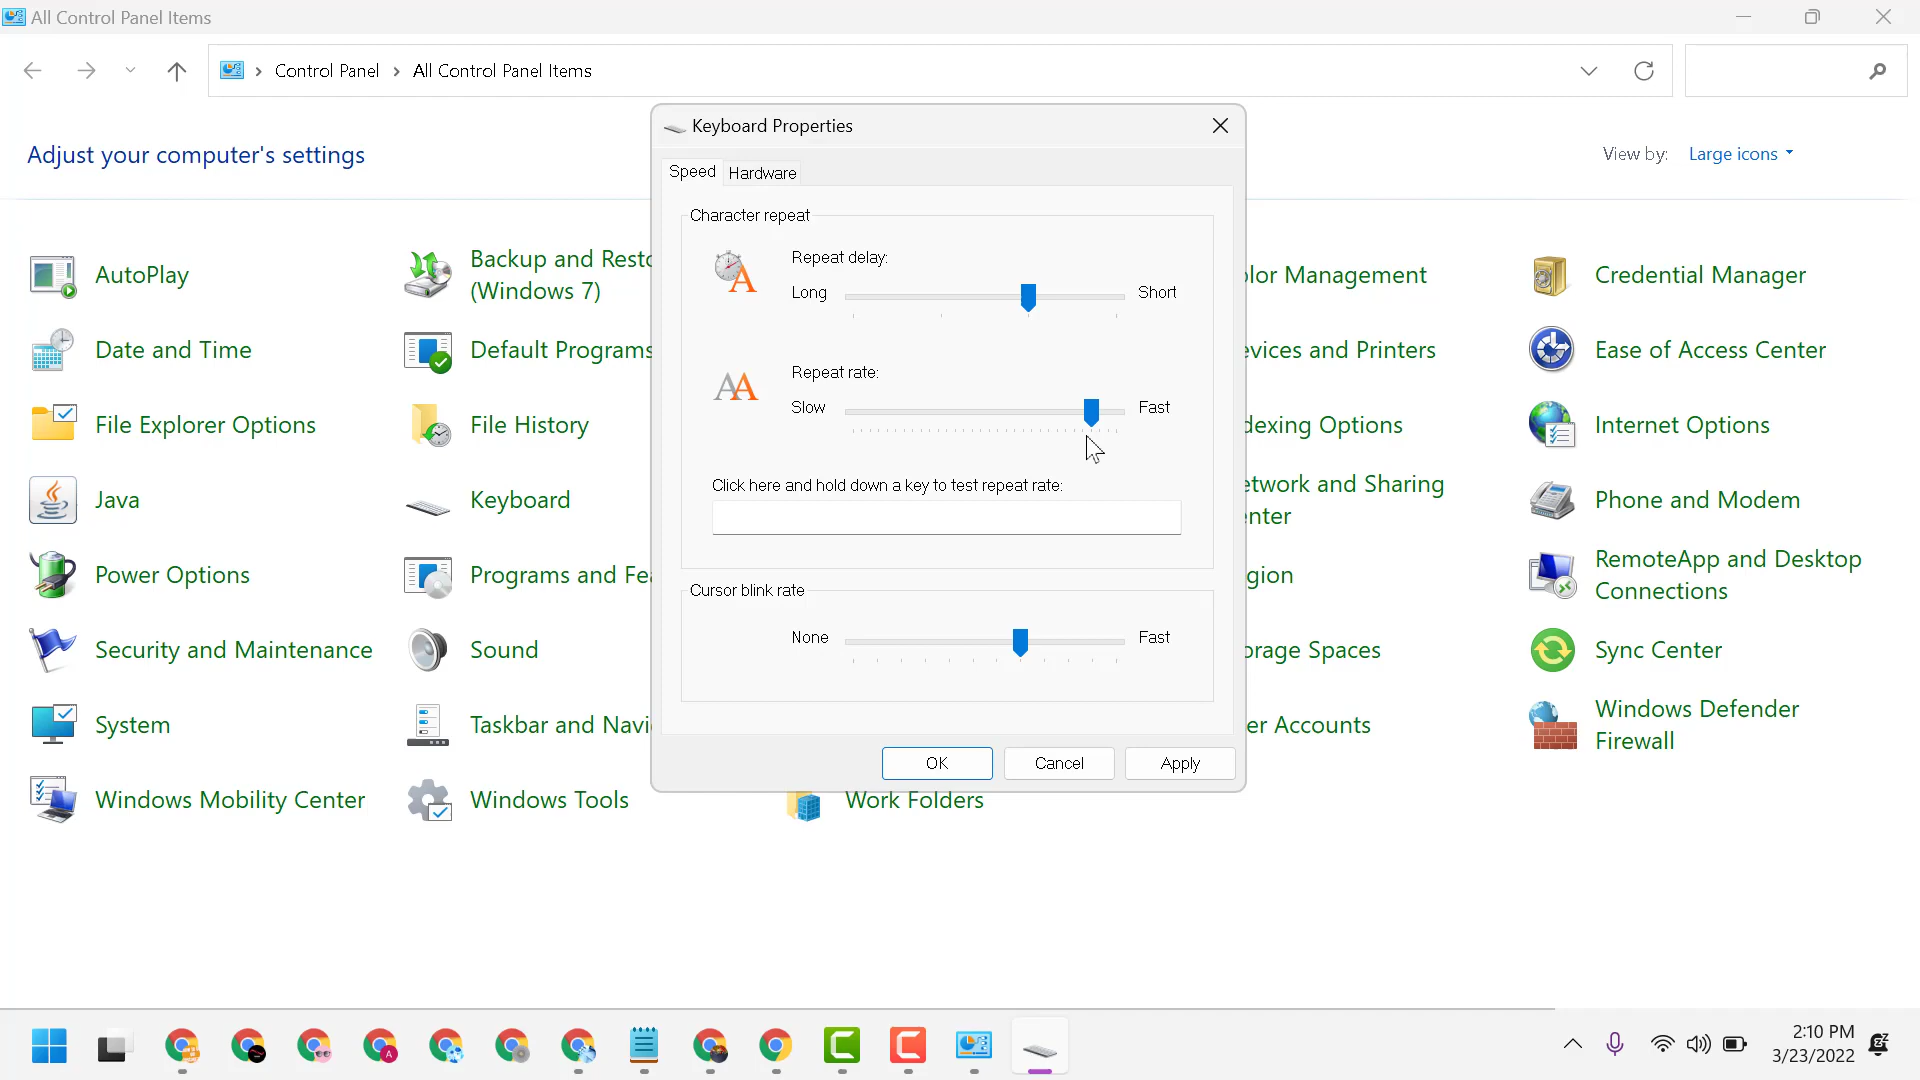 All Control Panel Items
Control Panel
All Control Panel Items
Adjust your computer's settings
View by:
Large icons
Keyboard Properties
Speed
Hardware
Character repeat
Repeat delay:
Long
Short
Repeat rate:
Slow
Fast
Click here and hold down a key to test repeat rate:
Cursor blink rate
None
Fast
OK
Cancel
Apply
AutoPlay
Backup and Resto
(Windows 7)
lor Management
Credential Manager
Date and Time
Default Programs
evices and Printers
Ease of Access Center
File Explorer Options
File History
dexing Options
Internet Options
Java
Keyboard
etwork and Sharing
enter
Phone and Modem
Power Options
Programs and Fea
gion
RemoteApp and Desktop
Connections
Security and Maintenance
Sound
orage Spaces
Sync Center
System
Taskbar and Navi
er Accounts
Windows Defender
Firewall
Windows Mobility Center
Windows Tools
Work Folders
2:10 PM
3/23/2022